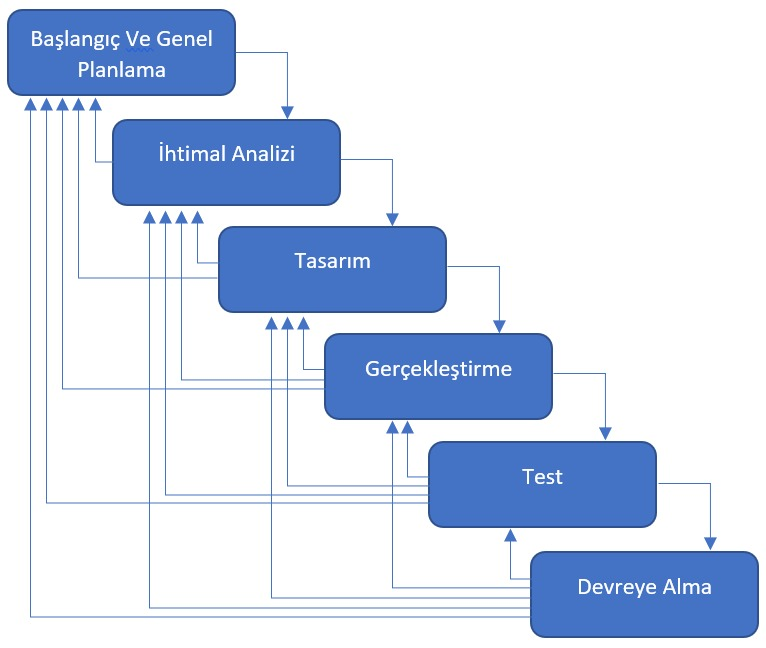 Başlangıç Ve Genel
Planlama
İhtimal Analizi
Tasarım
Gerçekleştirme
Test
Devreye Alma